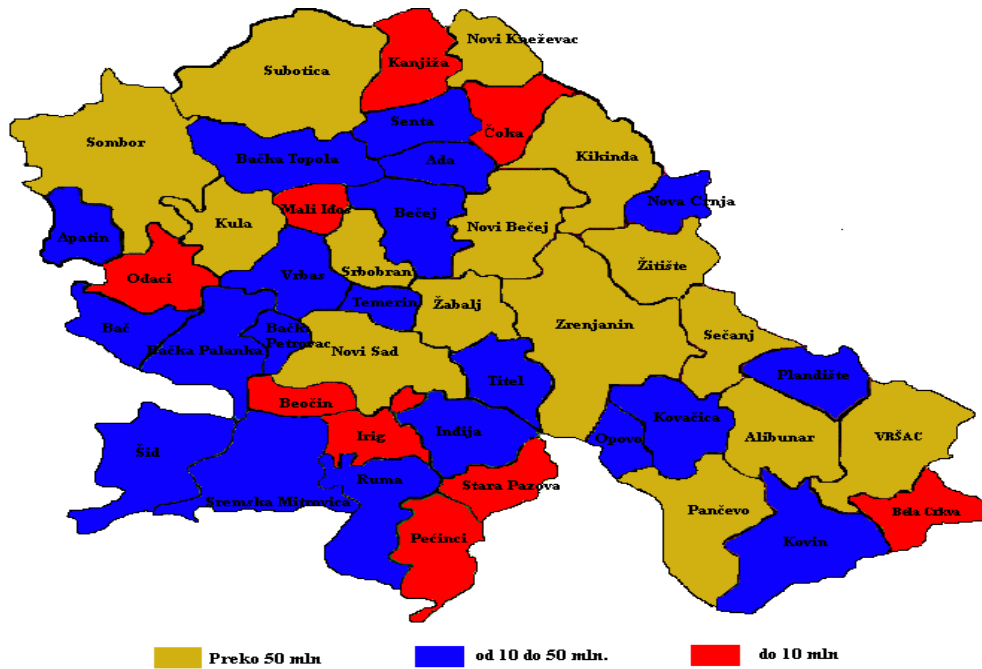 Novi Kneževac
Kanjiža
Subotica
Senta
Čoka
Sombor
Bačka Topola
Ada
Kikinda
Mali Iđoš
Bečej
Nova Crnja
Kula
Novi Bečej
Apatin
Srbobran
Žitište
Odaci
Vrbas
Temerin
Žabalj
Zrenjanin
Sečanj
Bač
Bačka Palanka
Bačk
Petrovac
Novi Sad
Titel
Plandište
Beočin
Kovačica
Irig
Inđija
Opovo
Alibunar
VRŠAC
Šid
Ruma
Stara Pazova
Sremska Mitrovica
Pančevo
Bela Crkva
Pećinci
Kovin
Preko 50 mln
od 10 do 50 mln.
do 10 mln